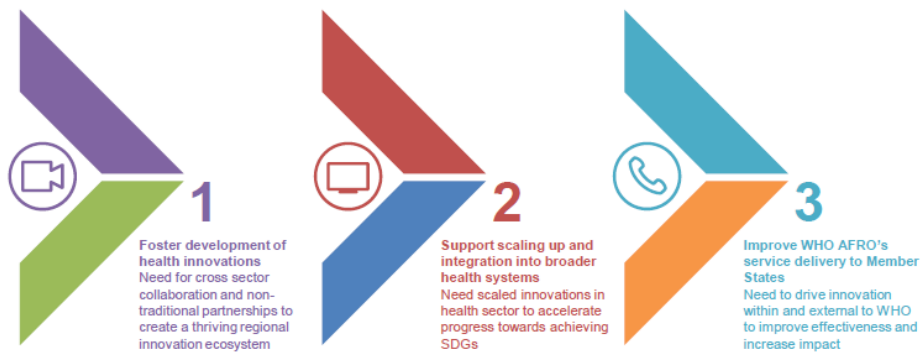 1
Foster development of
health innovations
Need for cross sector
collaboration and non-
traditional partnerships to
create a thriving regional
innovation ecosystem
2
Support scaling up and
integration into broader
health systems
Need scaled innovations in
health sector to accelerate
progress towards achieving
SDGs
3
Improve WHO AFRO's
service delivery to Member
States
Need to drive innovation
within and external to WHO
to improve effectiveness and
increase impact